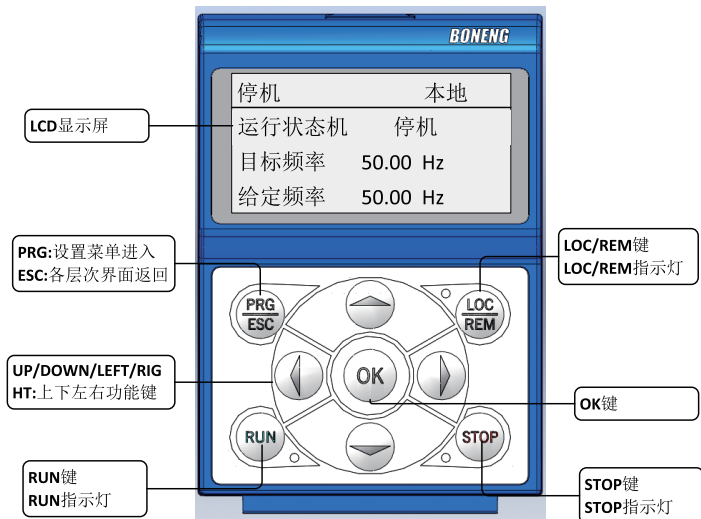 BONENG
停机 本地
运行状态机 停机
目标频率 50.00 Hz
给定频率 50.00 Hz
LCD显示屏
PRG:设置菜单进入
ESC:各层次界面返回
LOC/REM键
LOC/REM指示灯
PRG
ESC
LOC
REM
UP/DOWN/LEFT/RIG
HT:上下左右功能键
OK
OK键
RUN
STOP
RUN键
RUN指示灯
STOP键
STOP指示灯